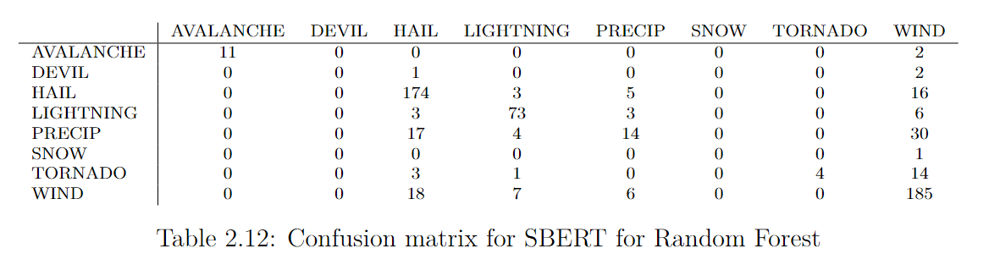 AVALANCHE DEVIL HAIL LIGHTNING PRECIP SNOW TORNADO WIND
AVALANCHE 11 0 0 0 0 0 0 2
DEVIL 0 0 1 0 0 0 0 2
HAIL 0 0 174 3 5 0 0 16
LIGHTNING 0 0 3 73 3 0 0 6
PRECIP 0 0 17 4 14 0 0 30
SNOW 0 0 0 0 0 0 0 1
TORNADO 0 0 3 1 0 0 4 14
WIND 0 0 18 7 6 0 0 185
Table 2.12: Confusion matrix for SBERT for Random Forest